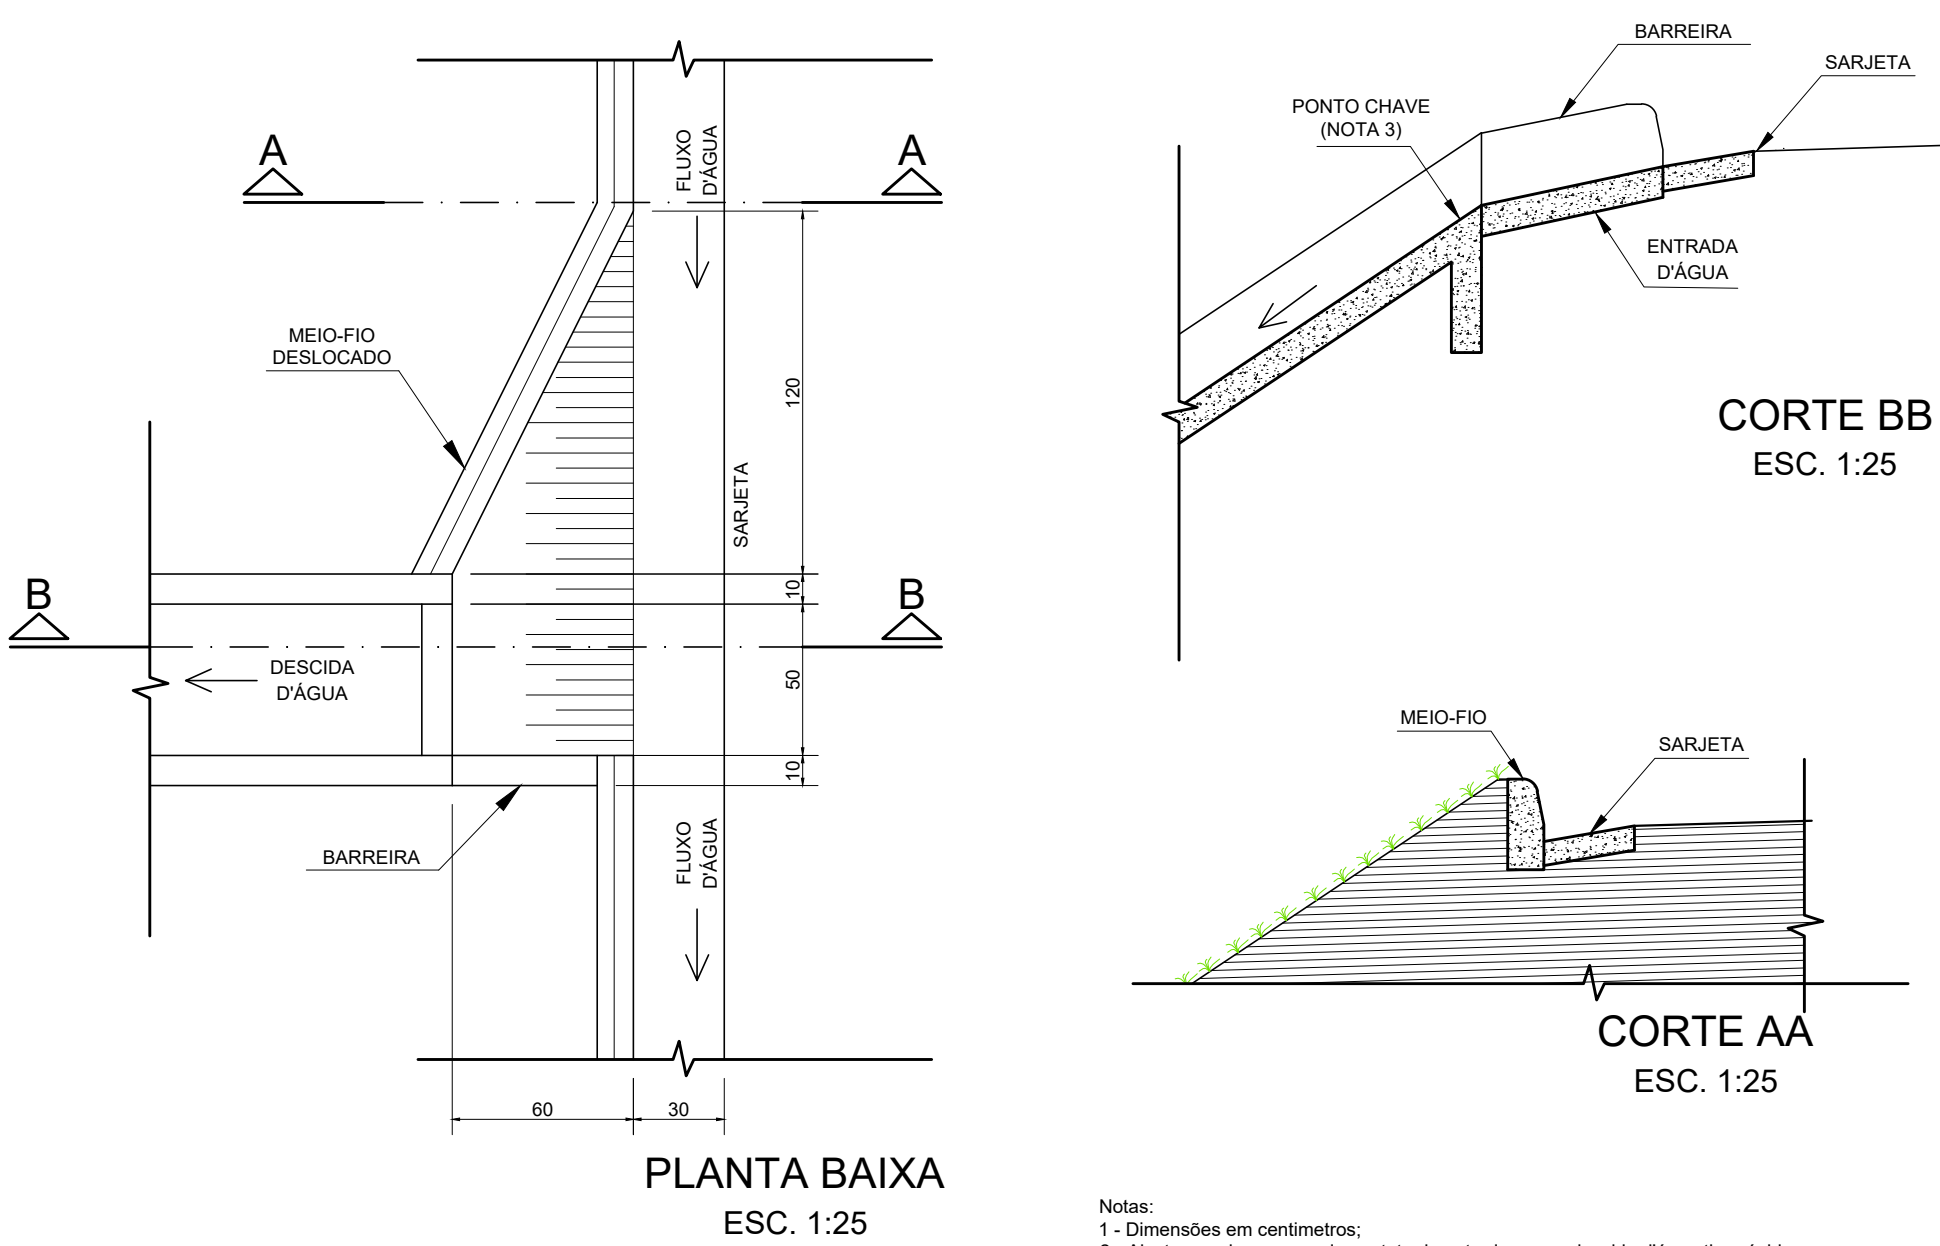 A
A
FLUXO
D'ÁGUA
MEIO-FIO
DESLOCADO
120
SARJETA
10
B
B
DESCIDA
D'ÁGUA
50
10
BARREIRA
FLUXO
D'ÁGUA
60
30
PLANTA BAIXA
ESC. 1:25
BARREIRA
SARJETA
PONTO CHAVE
(NOTA 3)
ENTRADA
D'ÁGUA
CORTE BB
ESC. 1:25
MEIO-FIO
SARJETA
CORTE AA
ESC. 1:25
Notas:
1 - Dimensões em centimetros;